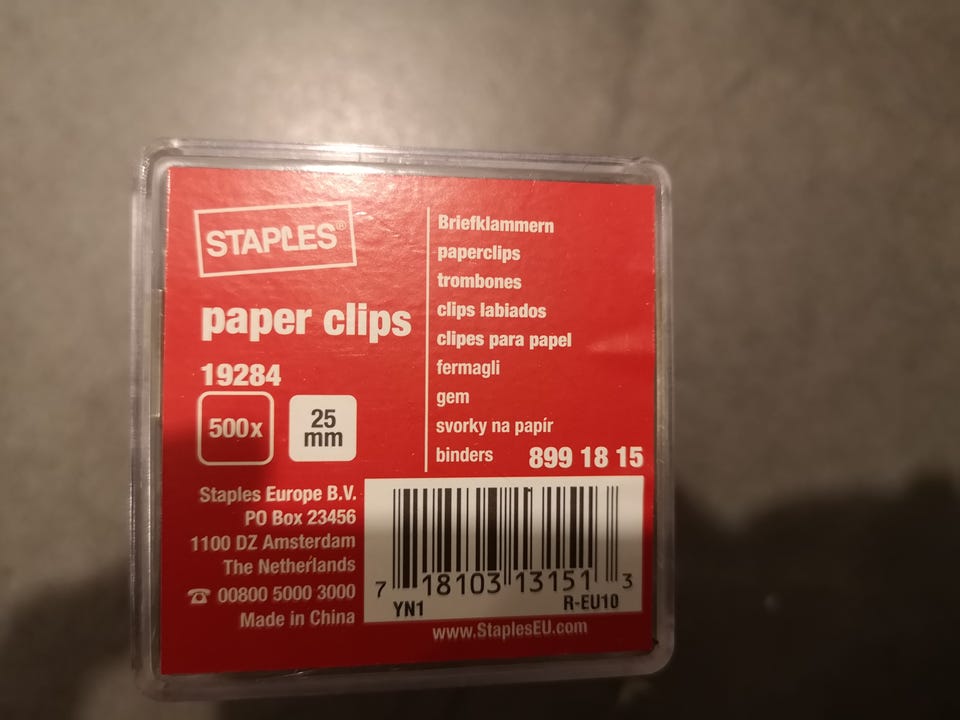 STAPLES®
paper clips
19284
500x
25
mm
Briefklammern
paperclips
trombones
clips labiados
clipes para papel
fermagli
gem
svorky na papír
binders
899 18 15
Staples Europe B.V.
PO Box 23456
1100 DZ Amsterdam
The Netherlands
☎ 00800 5000 3000
Made in China
7 18103 13151 3
YN1
R-EU10
www.StaplesEU.com